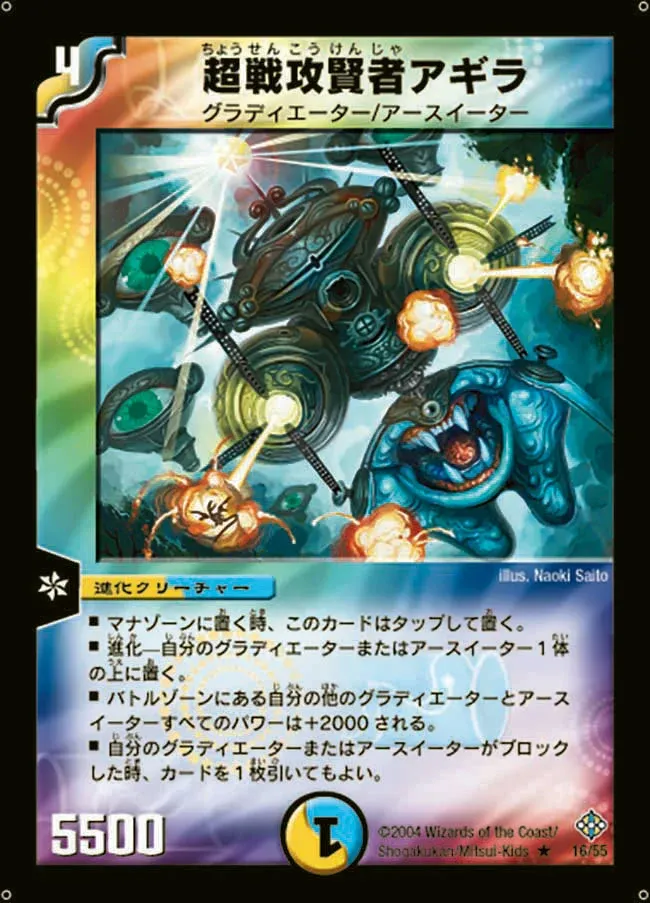 4
ちょうせんこうけんじゃ
超戦攻賢者アギラ
グラディエーター/アースイーター
illus. Naoki Saito
進化クリーチャー
■ マナゾーンに置く時、このカードはタップして置く。
■ 進化—自分のグラディエーターまたはアースイーター1体
の上に置く。
■ バトルゾーンにある自分の他のグラディエーターとアース
イーターすべてのパワーは+2000される。
■ 自分のグラディエーターまたはアースイーターがブロック
した時、カードを1枚引いてもよい。
5500
1
©2004 Wizards of the Coast/
Shogakukan/Mitsui-Kids ★ 16/55